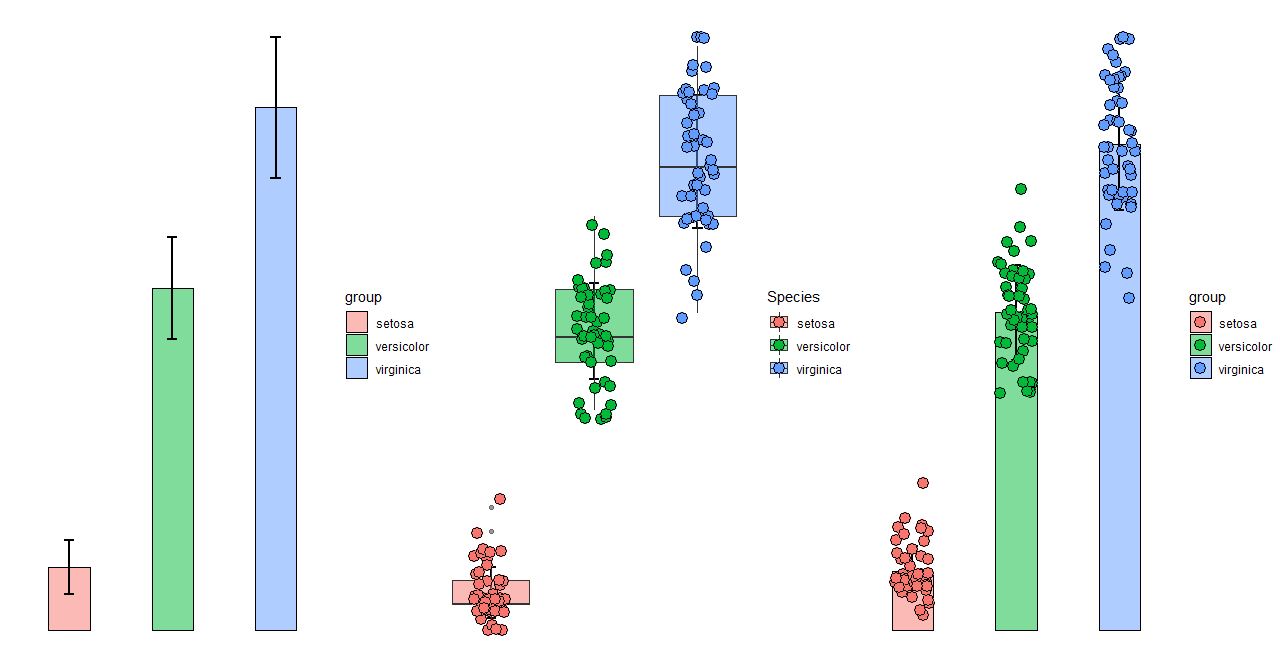 group
setosa
versicolor
virginica
Species
setosa
versicolor
virginica
group
setosa
versicolor
virginica